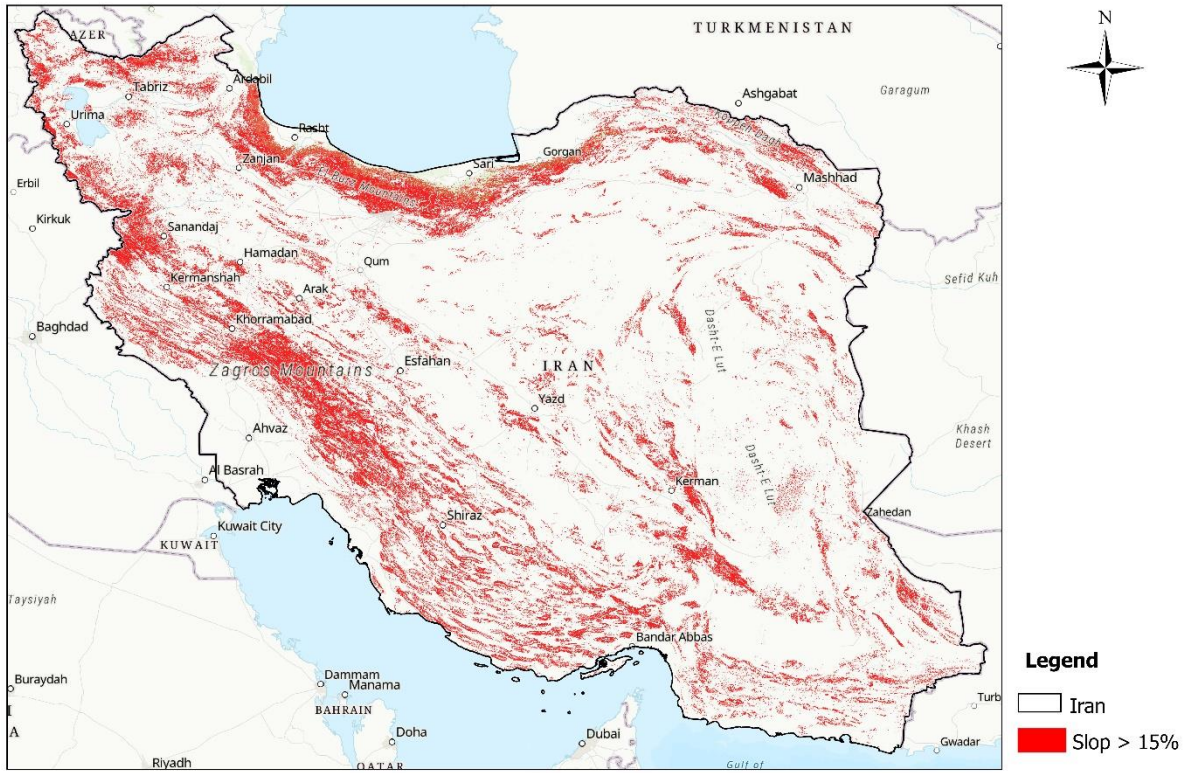 N
TURKMENISTAN
AZER
Ardabil
Tabriz
Ashgabat
Garagum
Urima
Rasht
Kopeh Dagh
Gorgan
Zanjan
Sari
Mashhad
Erbil
Kirkuk
Sanandaj
Hamadan
Qum
Kermanshah
Sefid Kuh
Arak
Khorramabad
Baghdad
Dasht-E Lut
Esfahan
IRAN
Zagros Mountains
Yazd
Ahvaz
Khash
Desert
Al Basrah
Dasht-E Lut
Kerman
Zahedan
Shiraz
Kuwait City
KUWAIT
Taysiyah
Bandar Abbas
Dammam
Buraydah
Manama
BAHRAIN
Turb
I
A
Doha
Dubai
Gwadar
Riyadh
QATAR
Gulf of
Legend
Iran
Slop > 15%